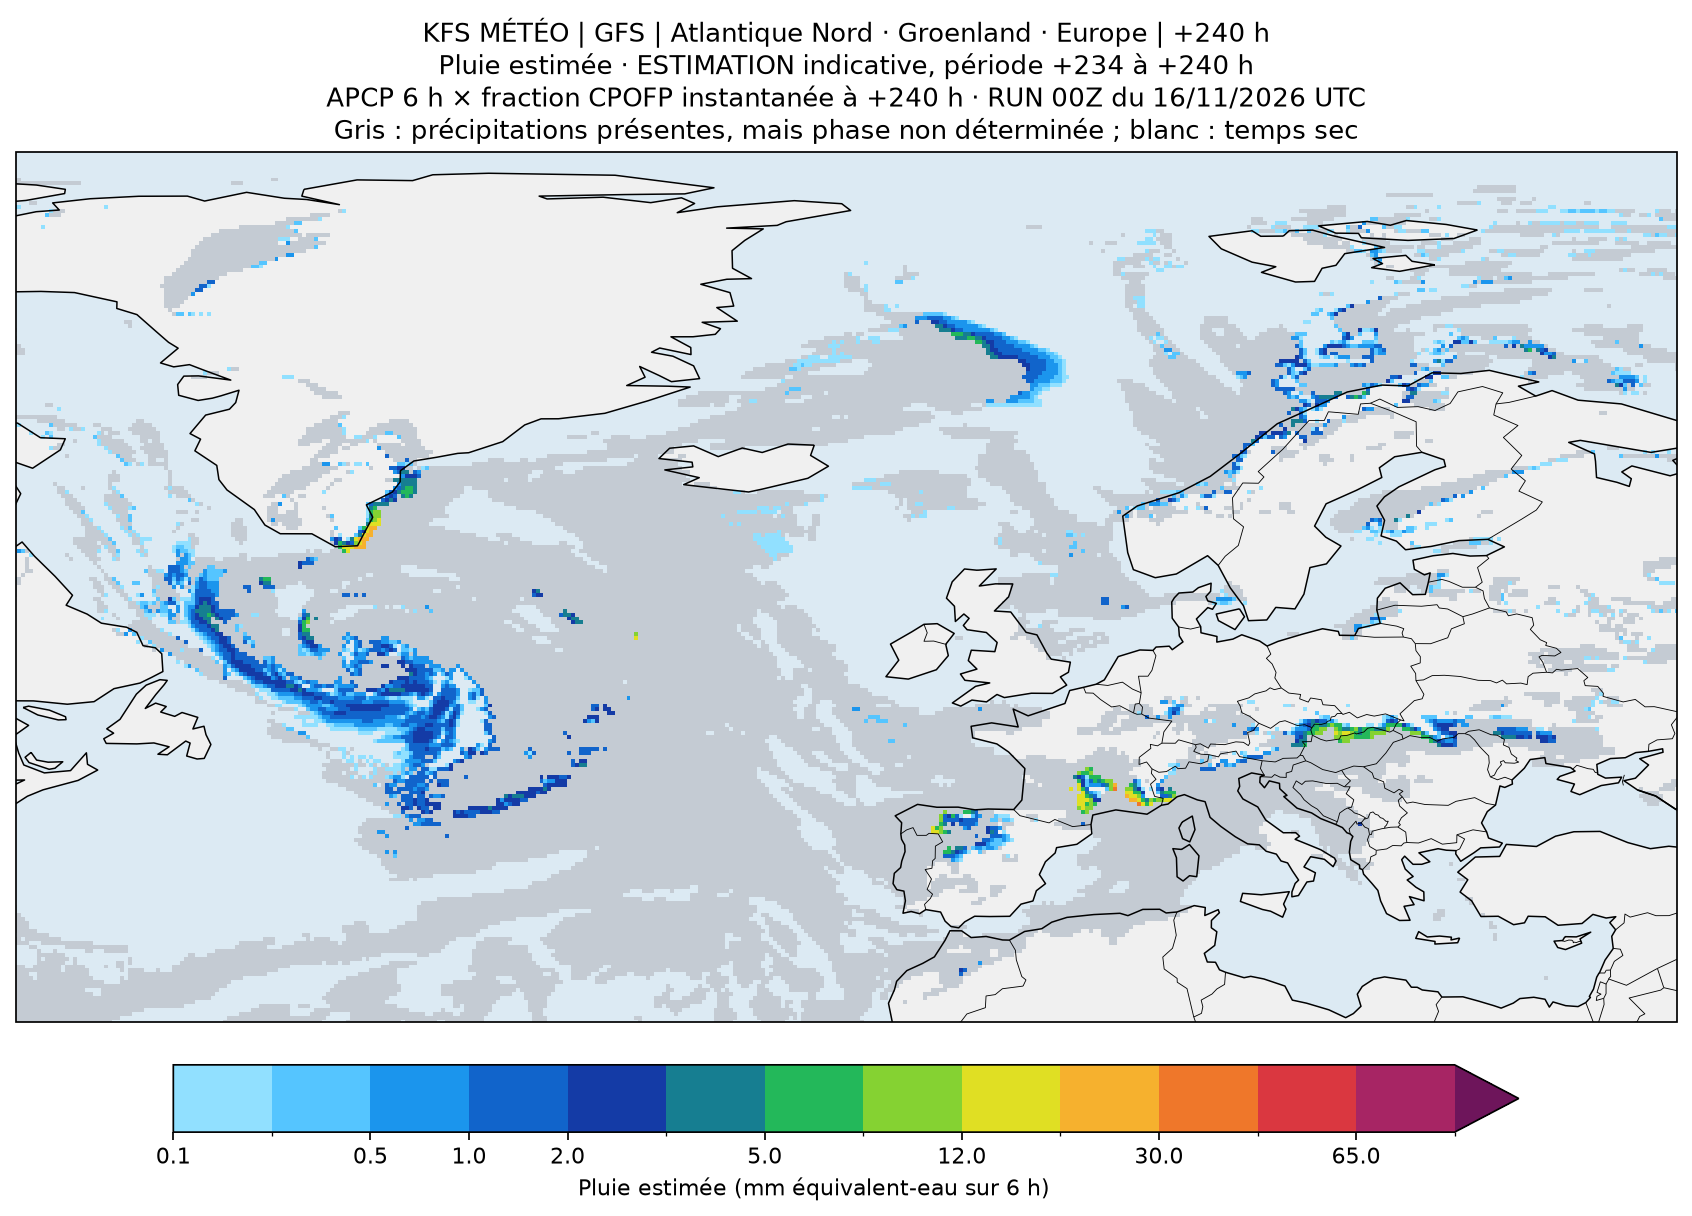 KFS MÉTÉO | GFS | Atlantique Nord · Groenland · Europe | +240 h
Pluie estimée · ESTIMATION indicative, période +234 à +240 h
APCP 6 h × fraction CPOFP instantanée à +240 h · RUN 00Z du 16/11/2026 UTC
Gris : précipitations présentes, mais phase non déterminée ; blanc : temps sec
0.1 0.5 1.0 2.0 5.0 12.0 30.0 65.0
Pluie estimée (mm équivalent-eau sur 6 h)